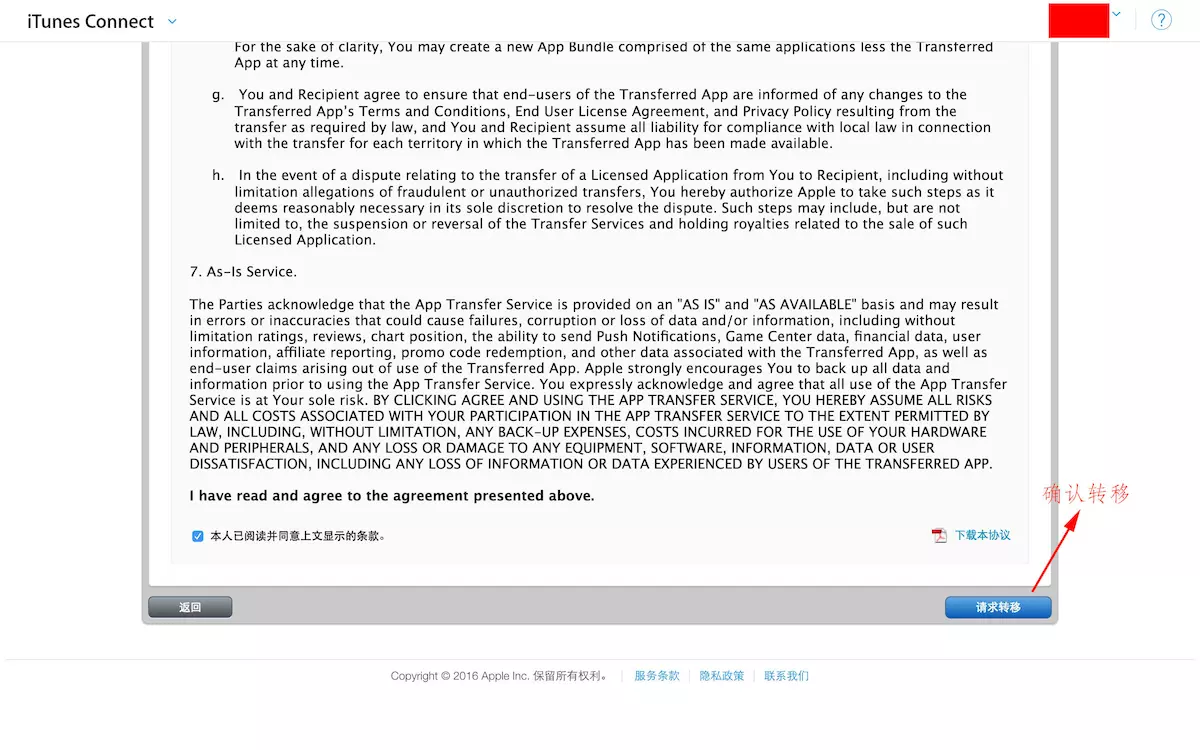 iTunes Connect
For the sake of clarity, You may create a new App Bundle comprised of the same applications less the Transferred
App at any time.
g. You and Recipient agree to ensure that end-users of the Transferred App are informed of any changes to the
Transferred App's Terms and Conditions, End User License Agreement, and Privacy Policy resulting from the
transfer as required by law, and You and Recipient assume all liability for compliance with local law in connection
with the transfer for each territory in which the Transferred App has been made available.
h. In the event of a dispute relating to the transfer of a Licensed Application from You to Recipient, including without
limitation allegations of fraudulent or unauthorized transfers, You hereby authorize Apple to take such steps as it
deems reasonably necessary in its sole discretion to resolve the dispute. Such steps may include, but are not
limited to, the suspension or reversal of the Transfer Services and holding royalties related to the sale of such
Licensed Application.
7. As-Is Service.
The Parties acknowledge that the App Transfer Service is provided on an "AS IS" and "AS AVAILABLE" basis and may result
in errors or inaccuracies that could cause failures, corruption or loss of data and/or information, including without
limitation ratings, reviews, chart position, the ability to send Push Notifications, Game Center data, financial data, user
information, affiliate reporting, promo code redemption, and other data associated with the Transferred App, as well as
end-user claims arising out of use of the Transferred App. Apple strongly encourages You to back up all data and
information prior to using the App Transfer Service. You expressly acknowledge and agree that all use of the App Transfer
Service is at Your sole risk. BY CLICKING AGREE AND USING THE APP TRANSFER SERVICE, YOU HEREBY ASSUME ALL RISKS
AND ALL COSTS ASSOCIATED WITH YOUR PARTICIPATION IN THE APP TRANSFER SERVICE TO THE EXTENT PERMITTED BY
LAW, INCLUDING, WITHOUT LIMITATION, ANY BACK-UP EXPENSES, COSTS INCURRED FOR THE USE OF YOUR HARDWARE
AND PERIPHERALS, AND ANY LOSS OR DAMAGE TO ANY EQUIPMENT, SOFTWARE, INFORMATION, DATA OR USER
DISSATISFACTION, INCLUDING ANY LOSS OF INFORMATION OR DATA EXPERIENCED BY USERS OF THE TRANSFERRED APP.
I have read and agree to the agreement presented above.
确认转移
本人已阅读并同意上文显示的条款。
下载本协议
返回
请求转移
Copyright © 2016 Apple Inc. 保留所有权利。 服务条款 隐私政策 联系我们